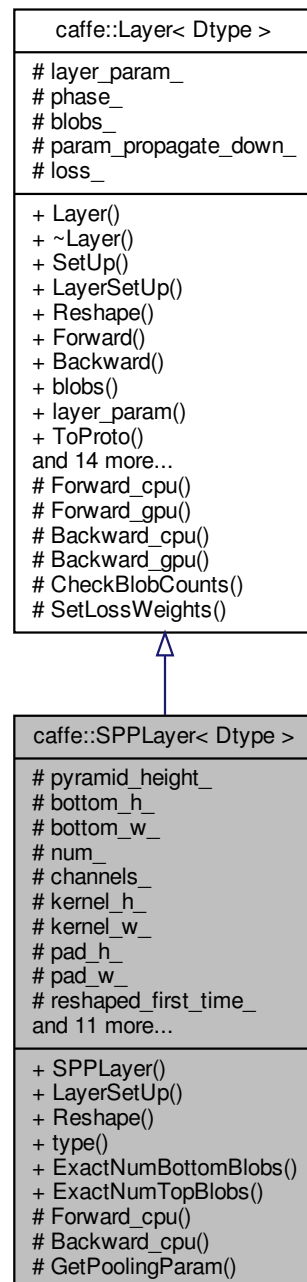 caffe::Layer< Dtype >
# layer_param_
# phase_
# blobs_
# param_propagate_down_
# loss_
+ Layer()
+ ~Layer()
+ SetUp()
+ LayerSetUp()
+ Reshape()
+ Forward()
+ Backward()
+ blobs()
+ layer_param()
+ ToProto()
and 14 more...
# Forward_cpu()
# Forward_gpu()
# Backward_cpu()
# Backward_gpu()
# CheckBlobCounts()
# SetLossWeights()
caffe::SPPLayer< Dtype >
# pyramid_height_
# bottom_h_
# bottom_w_
# num_
# channels_
# kernel_h_
# kernel_w_
# pad_h_
# pad_w_
# reshaped_first_time_
and 11 more...
+ SPPLayer()
+ LayerSetUp()
+ Reshape()
+ type()
+ ExactNumBottomBlobs()
+ ExactNumTopBlobs()
# Forward_cpu()
# Backward_cpu()
# GetPoolingParam()